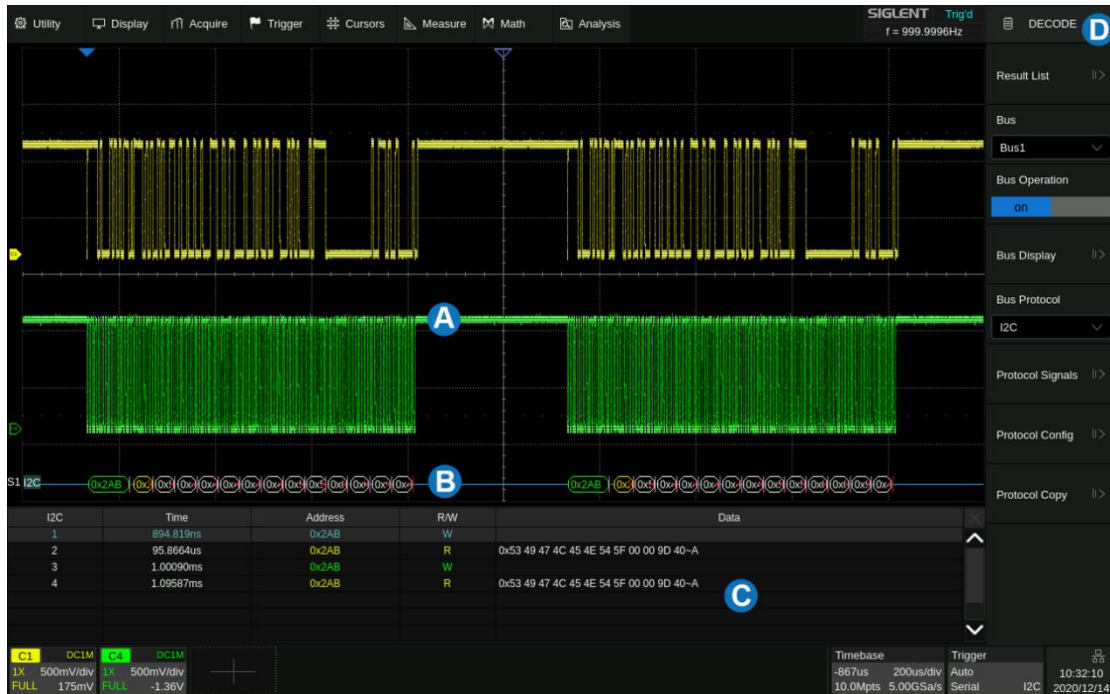 Utility Display Acquire Trigger Cursors Measure Math Analysis
SIGLENT Trig'd
f = 999.9996Hz
DECODE
D
Result List
Bus
Bus1
Bus Operation
on
Bus Display
Bus Protocol
I2C
Protocol Signals
Protocol Config
Protocol Copy
A
S1 I2C
0x2AB
B
0x2AB
I2C Time Address R/W Data
1 894.819ns 0x2AB W
2 95.8664us 0x2AB R 0x53 49 47 4C 45 4E 54 5F 00 00 9D 40~A
3 1.00090ms 0x2AB W
4 1.09587ms 0x2AB R 0x53 49 47 4C 45 4E 54 5F 00 00 9D 40~A
C
C1 DC1M
1X 500mV/div
FULL 175mV
C4 DC1M
1X 500mV/div
FULL -1.36V
Timebase
-867us 200us/div
10.0Mpts 5.00GSa/s
Trigger
Auto
Serial I2C
10:32:10
2020/12/14